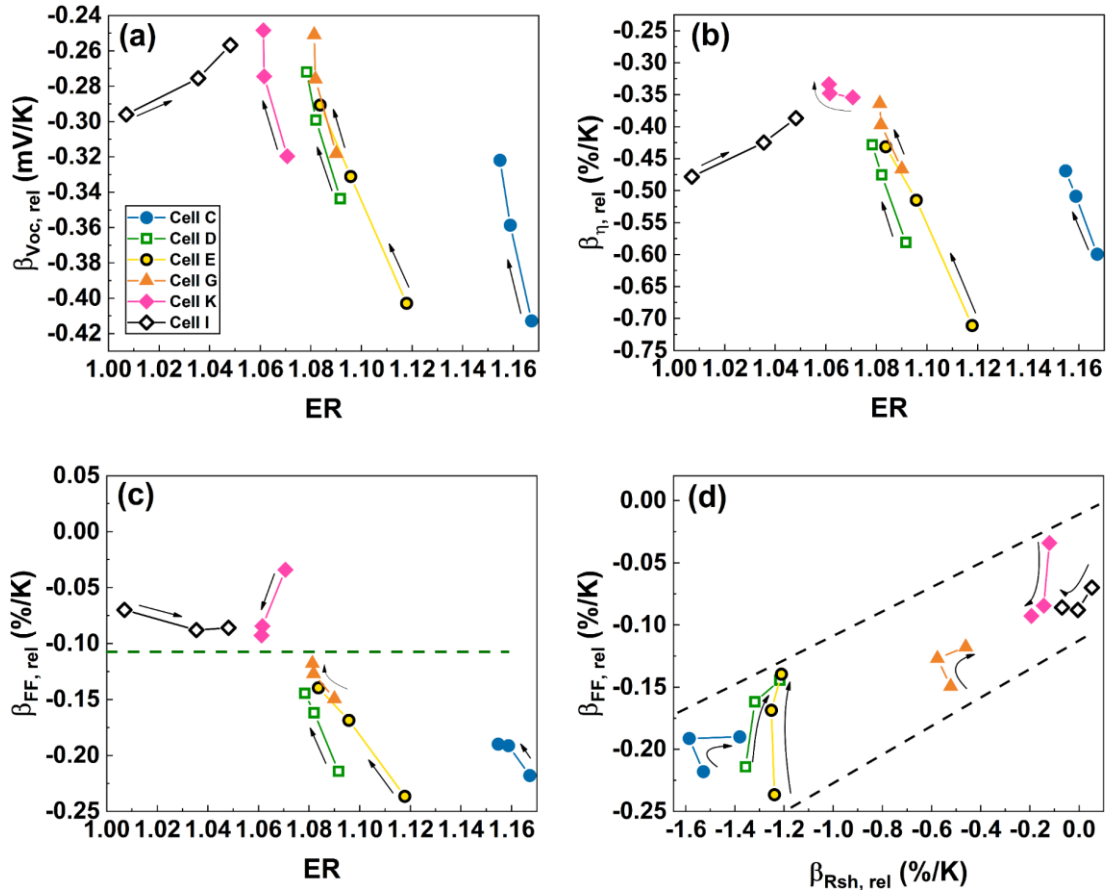 (a)
-0.24
-0.26
-0.28
-0.30
-0.32
-0.34
-0.36
-0.38
-0.40
-0.42
βVoc, rel (mV/K)
Cell C
Cell D
Cell E
Cell G
Cell K
Cell I
1.00 1.02 1.04 1.06 1.08 1.10 1.12 1.14 1.16
ER
(b)
-0.25
-0.30
-0.35
-0.40
-0.45
-0.50
-0.55
-0.60
-0.65
-0.70
-0.75
βη, rel (%/K)
1.00 1.02 1.04 1.06 1.08 1.10 1.12 1.14 1.16
ER
(c)
0.05
0.00
-0.05
-0.10
-0.15
-0.20
-0.25
βFF, rel (%/K)
1.00 1.02 1.04 1.06 1.08 1.10 1.12 1.14 1.16
ER
(d)
0.00
-0.05
-0.10
-0.15
-0.20
-0.25
βFF, rel (%/K)
-1.6 -1.4 -1.2 -1.0 -0.8 -0.6 -0.4 -0.2 0.0
βRsh, rel (%/K)